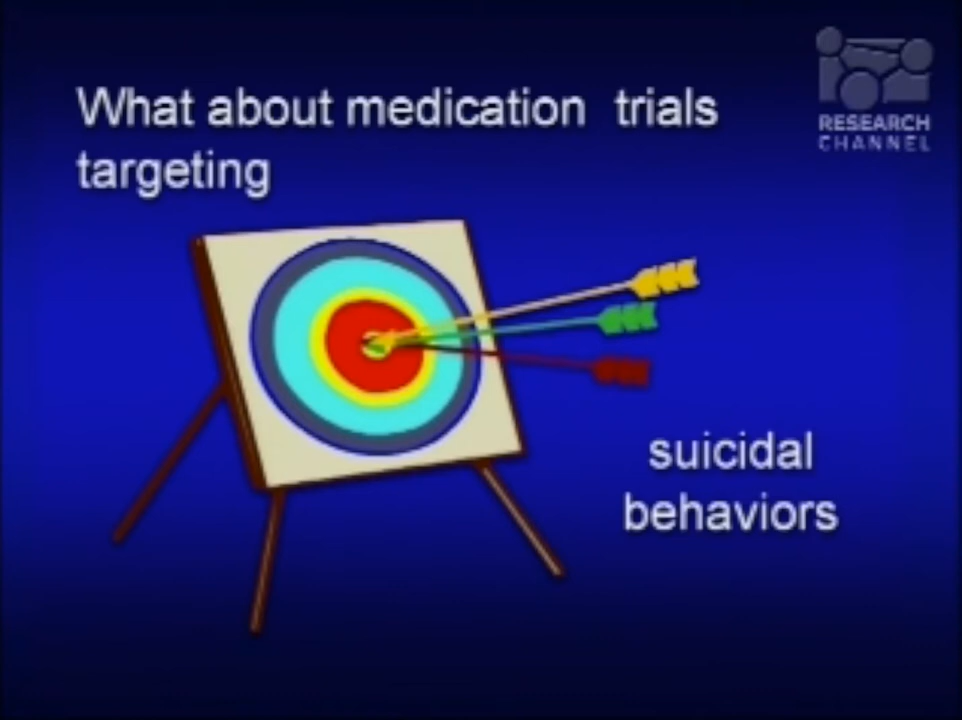 What about medication trials
targeting
RESEARCH
CHANNEL
suicidal
behaviors